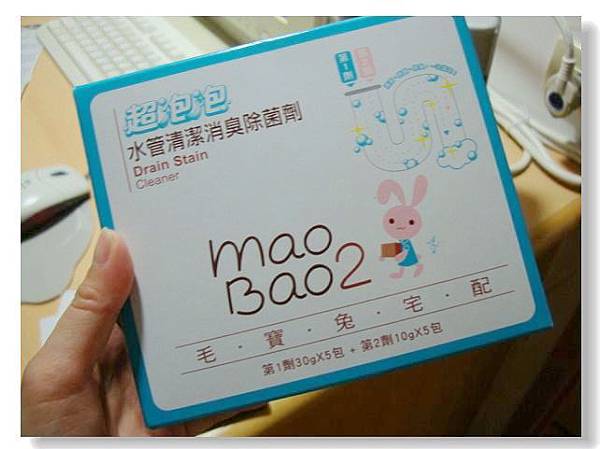 超泡泡
水管清潔消臭除菌劑
Drain Stain
Cleaner
第1劑
mao
Bao2
毛・寶・兔・宅・配
第1劑30gX5包 + 第2劑10gX5包